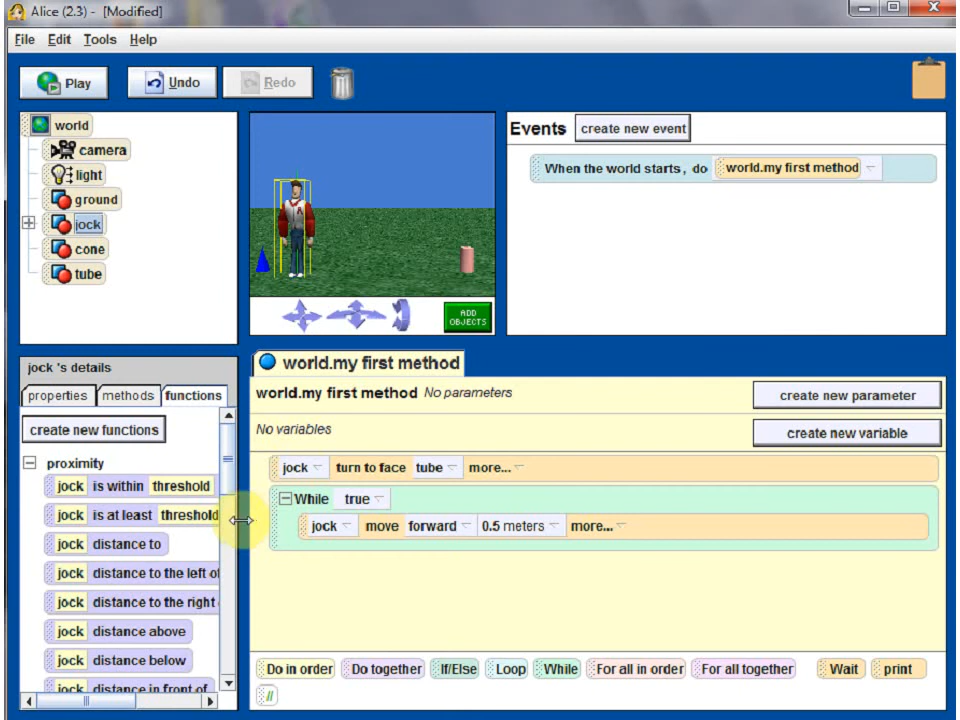 Alice (2.3) - [Modified]
File Edit Tools Help
Play Undo Redo
world
camera
light
ground
jock
cone
tube
ADD
OBJECTS
Events create new event
When the world starts, do world.my first method
jock 's details
properties methods functions
create new functions
proximity
jock is within threshold
jock is at least threshold
jock distance to
jock distance to the left of
jock distance to the right
jock distance above
jock distance below
jock distance in front of
world.my first method
world.my first method No parameters create new parameter
No variables create new variable
jock turn to face tube more...
While true
jock move forward 0.5 meters more...
Do in order Do together If/Else Loop While For all in order For all together Wait print
//